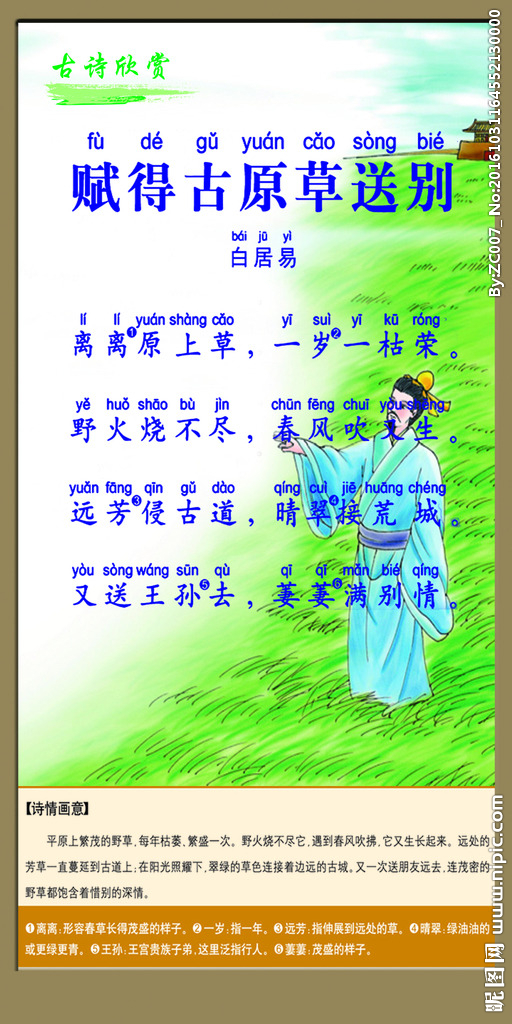 古诗欣赏
fù dé gǔ yuán cǎo sòng bié
赋得古原草送别
bái jū yì
白居易
lí lí yuán shàng cǎo yī suì yī kū róng
离离❶原上草，一岁❷一枯荣。
yě huǒ shāo bù jìn chūn fēng chuī yòu shēng
野火烧不尽，春风吹又生。
yuǎn fāng qīn gǔ dào qíng cuì jiē huāng chéng
远芳❸侵古道，晴翠❹接荒城。
yòu sòng wáng sūn qù qī qī mǎn bié qíng
又送王孙❺去，萋萋❻满别情。
【诗情画意】
平原上繁茂的野草，每年枯萎，繁盛一次。野火烧不尽它，遇到春风吹拂，它又生长起来。远处的
芳草一直蔓延到古道上；在阳光照耀下，翠绿的草色连接着边远的古城。又一次送朋友远去，连茂密的
野草都饱含着惜别的深情。
❶离离：形容春草长得茂盛的样子。❷一岁：指一年。❸远芳：指伸展到远处的草。❹晴翠：绿油油的
或更绿更青。❺王孙：王宫贵族子弟，这里泛指行人。❻萋萋：茂盛的样子。
By:ZC007_ No:20161031164552130000
昵图网 www.nipic.com